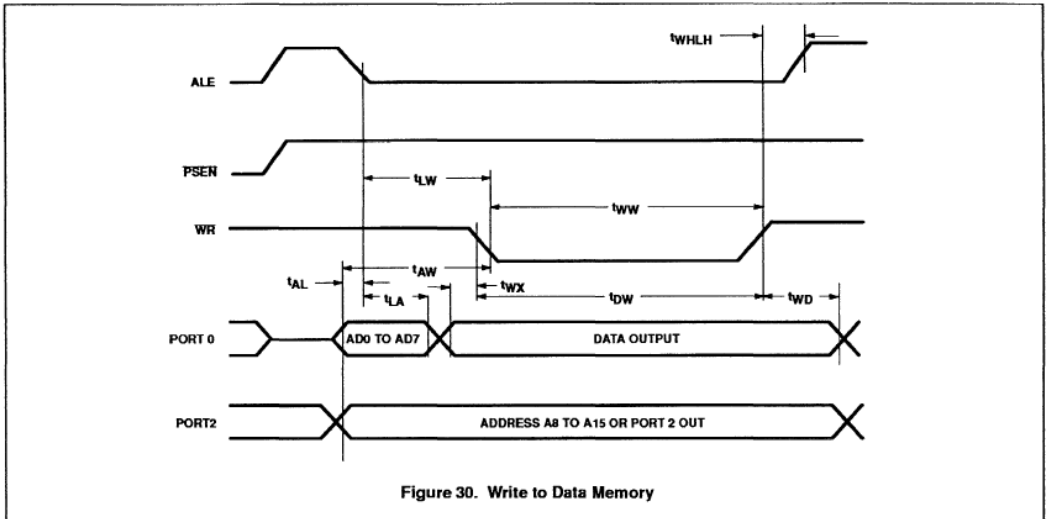 tWHLH
ALE
PSEN
tLW
tWW
WR
tAW
tAL
tWX
tLA
tDW
tWD
PORT 0
AD0 TO AD7
DATA OUTPUT
PORT2
ADDRESS A8 TO A15 OR PORT 2 OUT
Figure 30. Write to Data Memory